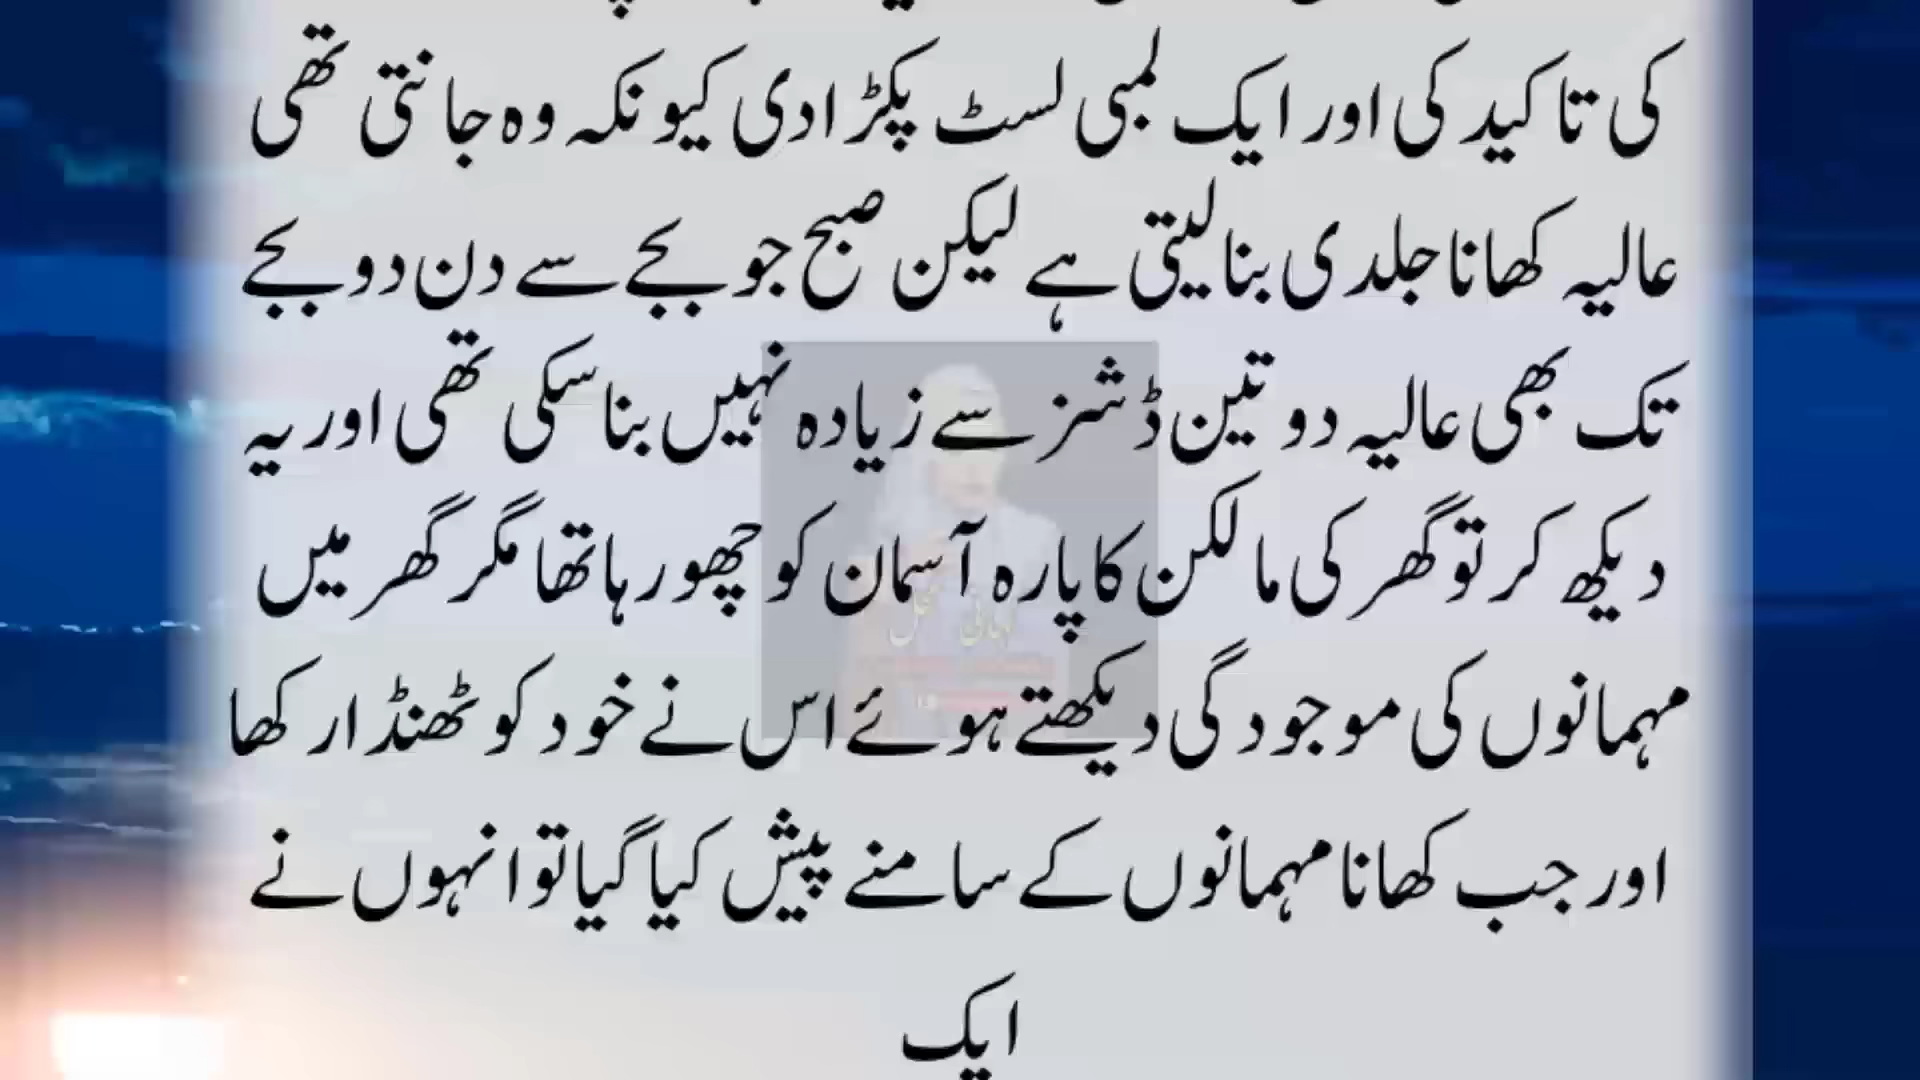 کی تاکید کی اور ایک لمبی لسٹ پکڑا دی کیونکہ وہ جانتی تھی
عالیہ کھانا جلدی بنا لیتی ہے لیکن صبح جو بجے سے دن دو بجے
تک بھی عالیہ دو تین ڈشز سے زیادہ نہیں بنا سکی تھی اور یہ
دیکھ کر تو گھر کی مالکن کا پارہ آسمان کو چھو رہا تھا مگر گھر میں
مہمانوں کی موجودگی دیکھتے ہوئے اس نے خود کو ٹھنڈا رکھا
اور جب کھانا مہمانوں کے سامنے پیش کیا گیا تو انہوں نے
ایک